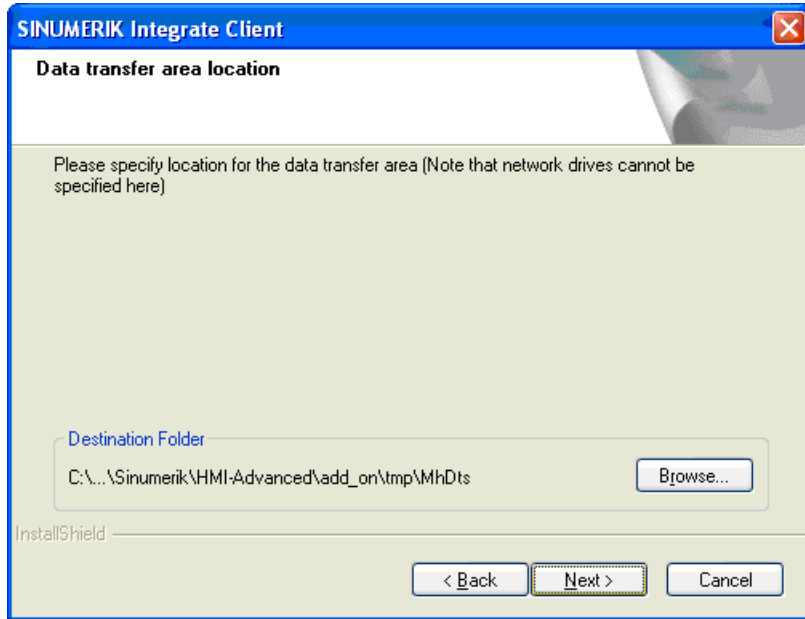 SINUMERIK Integrate Client
Data transfer area location
Please specify location for the data transfer area (Note that network drives cannot be
specified here)
Destination Folder
C:\...\Sinumerik\HMI-Advanced\add_on\tmp\MhDts
Browse...
InstallShield
< Back
Next >
Cancel